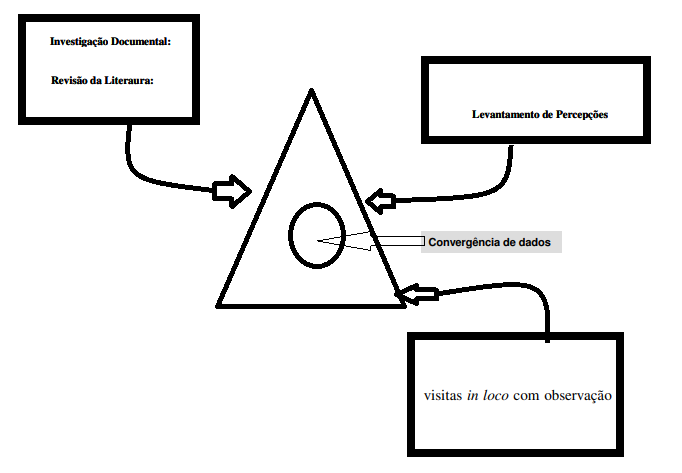 Investigação Documental:
Revisão da Literaura:
Levantamento de Percepções
Convergência de dados
visitas in loco com observação